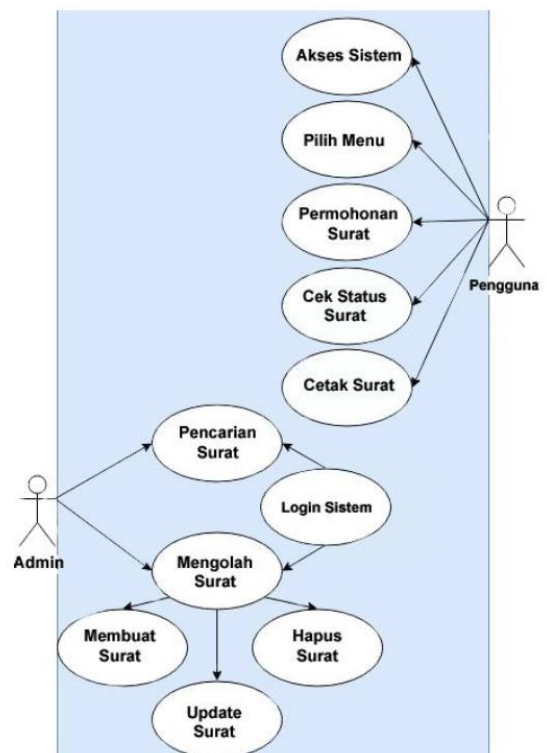 Akses Sistem
Pilih Menu
Permohonan
Surat
Pengguna
Cek Status
Surat
Cetak Surat
Pencarian
Surat
Login Sistem
Admin
Mengolah
Surat
Membuat
Surat
Hapus
Surat
Update
Surat